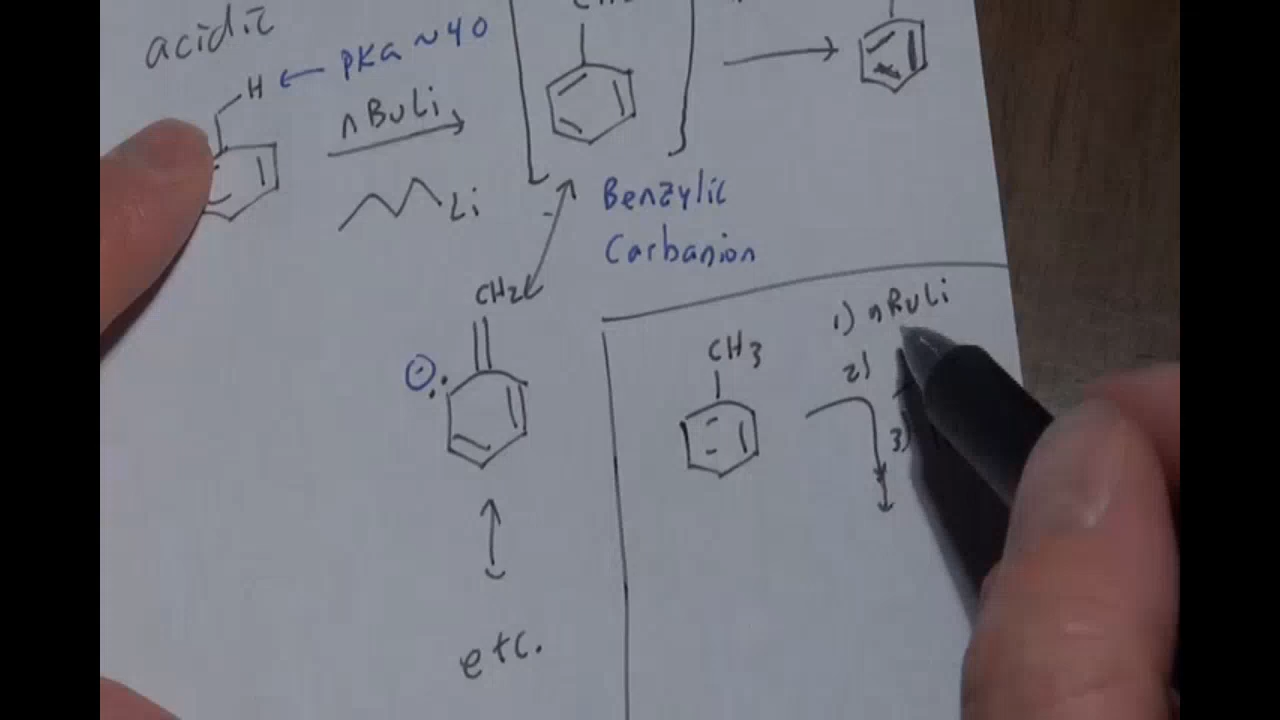 acidic
H ← pKa ~40
nBuLi
Li
Benzylic
Carbanion
CH2
⊖
etc.
CH3
1) nBuLi
2)
3)